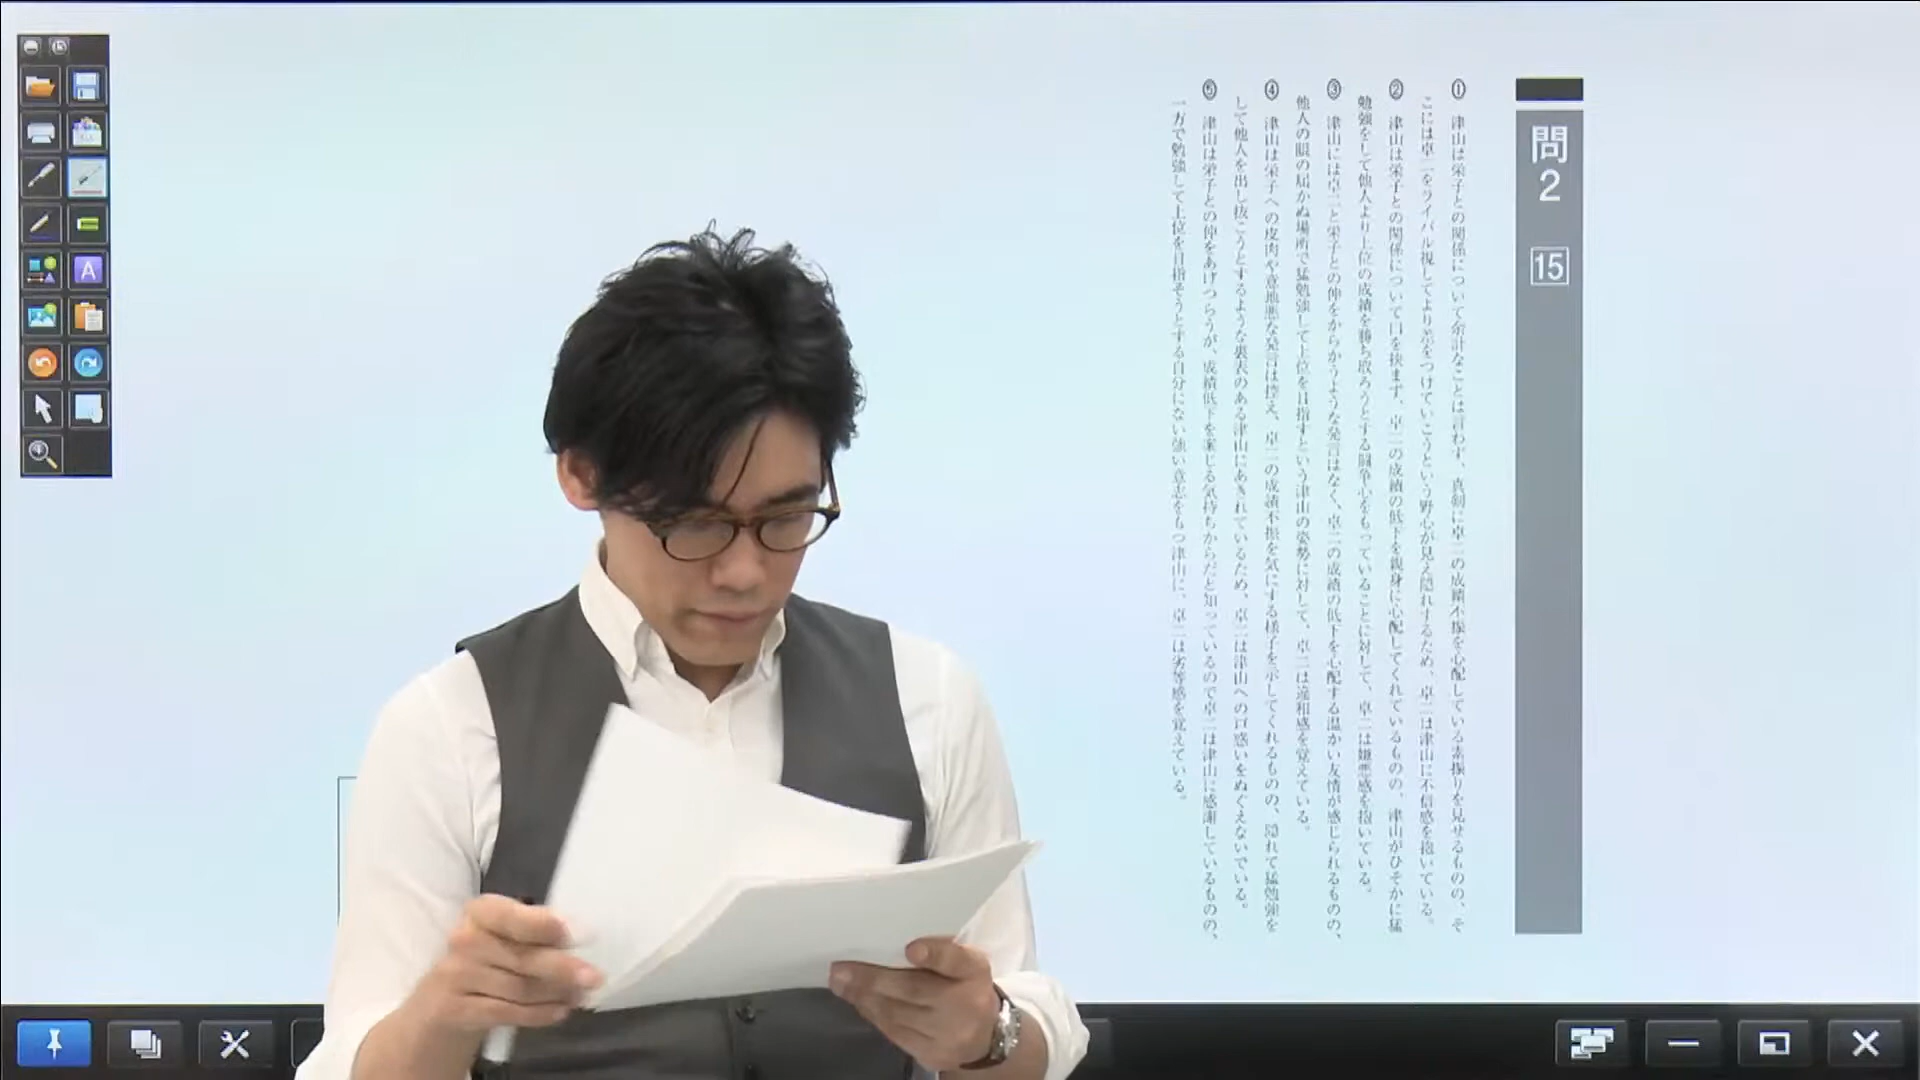 問2 15
① 津山は栄子との関係について余計なことは言わず、真剣に卓二の成績不振を心配している素振りを見せるものの、そ
こには卓二をライバル視してより差をつけていこうという野心が見え隠れするため、卓二は津山に不信感を抱いている。
② 津山は栄子との関係について口を挟まず、卓二の成績の低下を親身に心配してくれているものの、津山がひそかに猛
勉強をして他人より上位の成績を勝ち取ろうとする闘争心をもっていることに対して、卓二は嫌悪感を抱いている。
③ 津山には卓二と栄子との仲をからかうような発言はなく、卓二の成績の低下を心配する温かい友情が感じられるものの、
他人の眼の届かぬ場所で猛勉強して上位を目指すという津山の姿勢に対して、卓二は違和感を覚えている。
④ 津山は栄子への皮肉や意地悪な発言は控え、卓二の成績不振を気にする様子を示してくれるものの、隠れて猛勉強を
して他人を出し抜こうとするような裏表のある津山にあきれているため、卓二は津山への戸惑いをぬぐえないでいる。
⑤ 津山は栄子との仲をあげつらうが、成績低下を案じる気持ちからだと知っているので卓二は津山に感謝しているものの、
一方で勉強して上位を目指そうとする自分にない強い意志をもつ津山に、卓二は劣等感を覚えている。